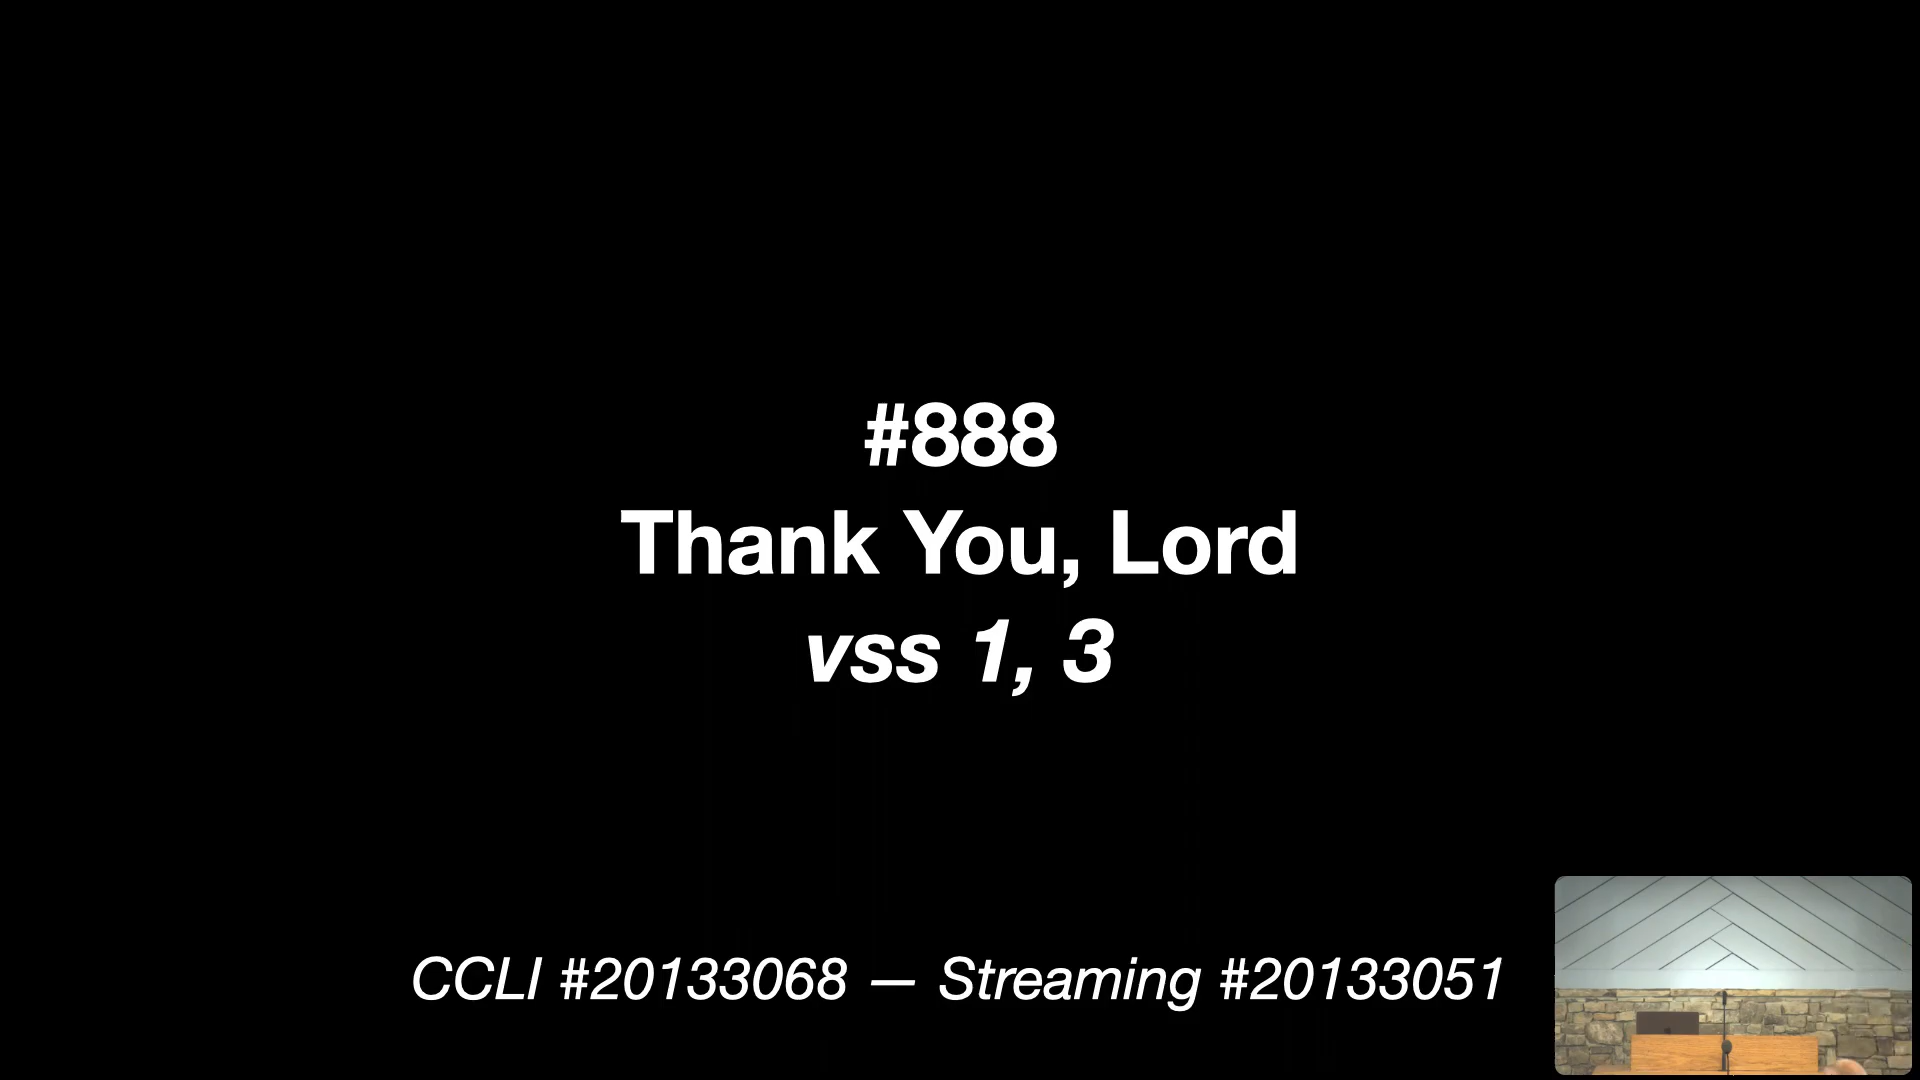 #888
Thank You, Lord
vss 1, 3
CCLI #20133068 — Streaming #20133051